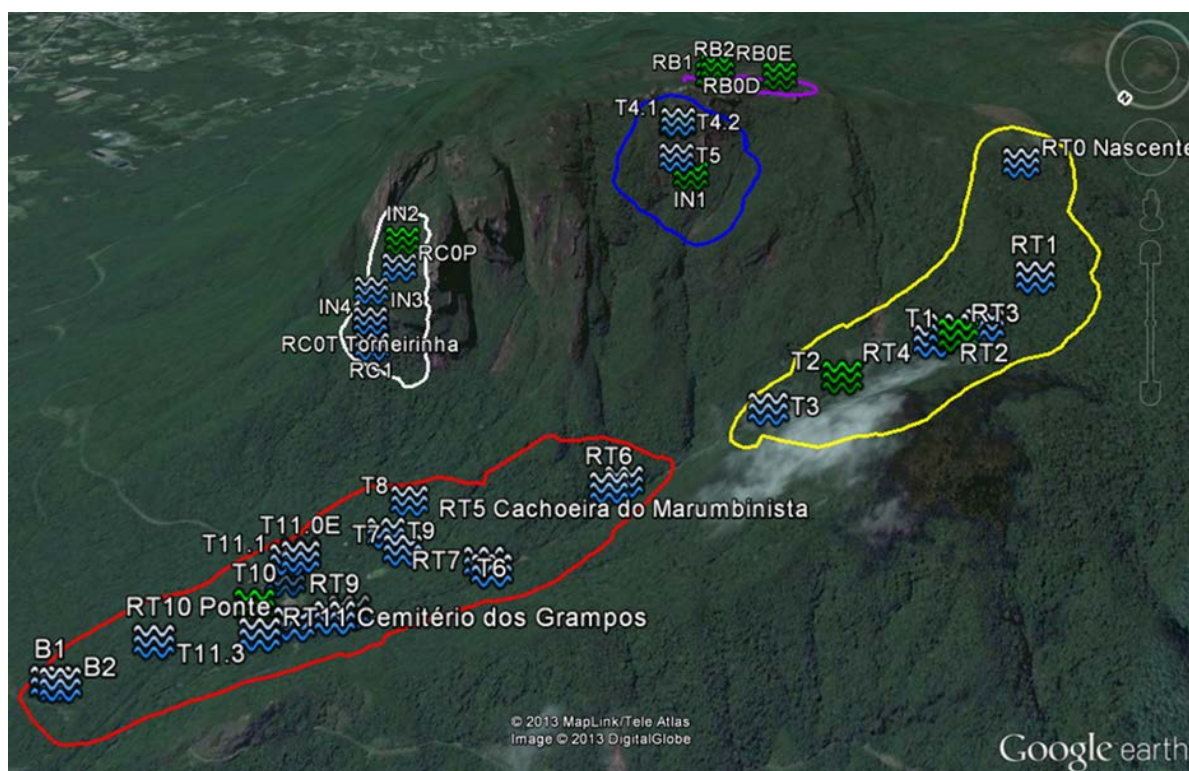 RB2
RB0E
RB1
RB0D
T4.1
T4.2
T5
IN1
RT0 Nascente
RT1
IN2
RC0P
IN3
IN4
RC0T Torneirinha
RC1
T1
RT3
RT4
RT2
T2
T3
RT6
T8
RT5 Cachoeira do Marumbinista
T7
T9
RT7
T6
T11.0E
T11.1
T10
RT9
RT10 Ponte
RT11 Cemitério dos Grampos
T11.3
B1
B2
N
© 2013 MapLink/Tele Atlas
Image © 2013 DigitalGlobe
Google earth